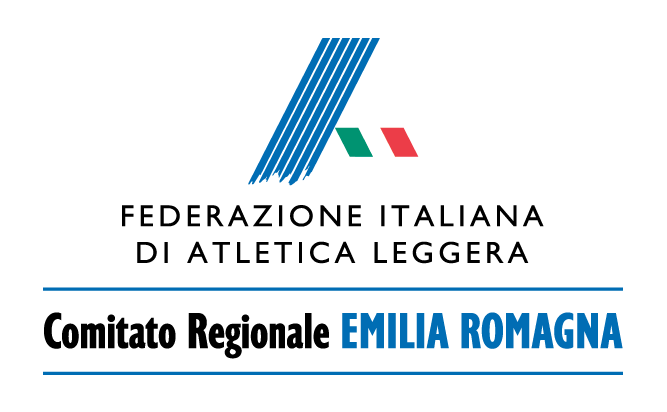 FEDERAZIONE ITALIANA
DI ATLETICA LEGGERA
Comitato Regionale EMILIA ROMAGNA